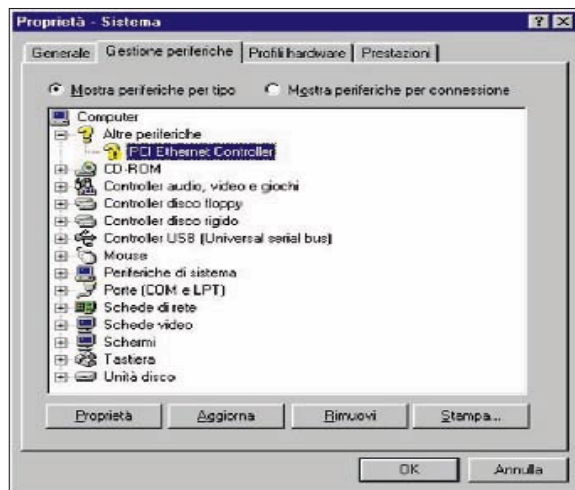 Proprietà - Sistema
Generale
Gestione periferiche
Profili hardware
Prestazioni
Mostra periferiche per tipo
Mostra periferiche per connessione
Computer
Altre periferiche
PCI Ethernet Controller
CD-ROM
Controller audio, video e giochi
Controller disco floppy
Controller disco rigido
Controller USB (Universal serial bus)
Mouse
Periferiche di sistema
Porte (COM e LPT)
Schede di rete
Schede video
Schermi
Tastiera
Unità disco
Proprietà
Aggiorna
Rimuovi
Stampa...
OK
Annulla